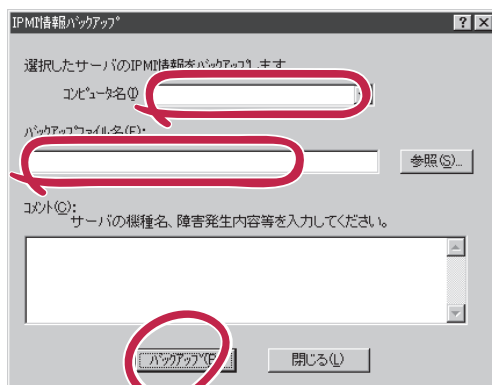 IPMI情報ﾊﾞｯｸｱｯﾌﾟ
選択したサーバのIPMI情報をﾊﾞｯｸｱｯﾌﾟします
ｺﾝﾋﾟｭｰﾀ名(I)
ﾊﾞｯｸｱｯﾌﾟﾌｧｲﾙ名(F):
参照(S)...
ｺﾒﾝﾄ(C):
サーバの機種名、障害発生内容等を入力してください。
ﾊﾞｯｸｱｯﾌﾟ(
閉じる(L)